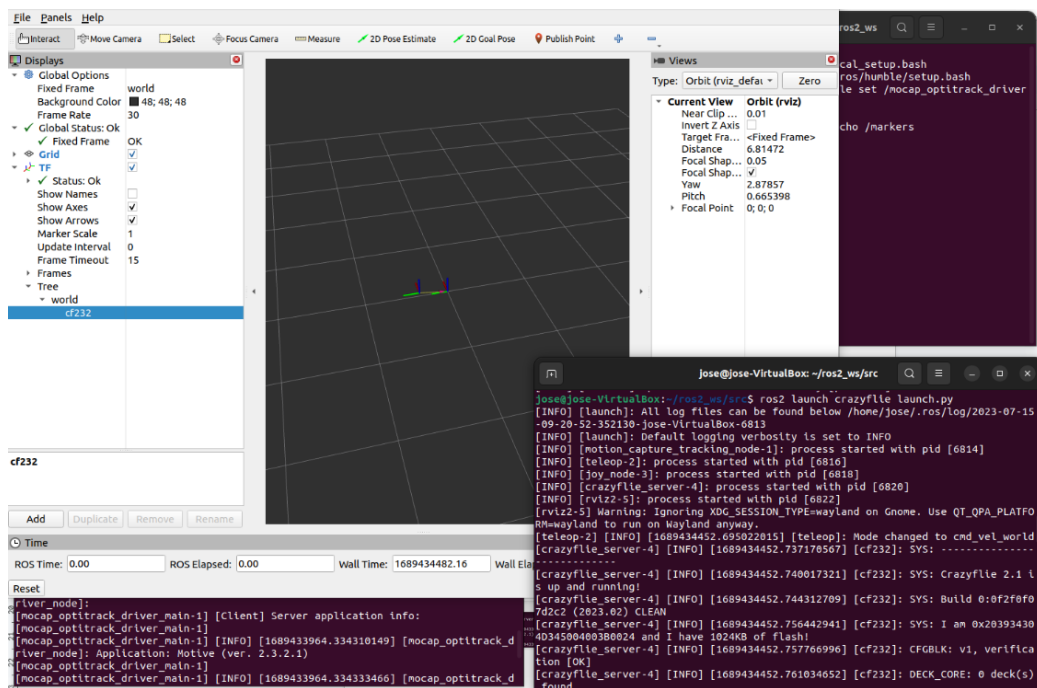 File Panels Help
Interact Move Camera Select Focus Camera Measure 2D Pose Estimate 2D Goal Pose Publish Point
Displays
Global Options
Fixed Frame world
Background Color 48; 48; 48
Frame Rate 30
Global Status: Ok
Fixed Frame OK
Grid
TF
Status: Ok
Show Names
Show Axes
Show Arrows
Marker Scale 1
Update Interval 0
Frame Timeout 15
Frames
Tree
world
cf232
cf232
Add Duplicate Remove Rename
Views
Type: Orbit (rviz_defau Zero
Current View Orbit (rviz)
Near Clip ... 0.01
Invert Z Axis
Target Fra... <Fixed Frame>
Distance 6.81472
Focal Shap... 0.05
Focal Shap...
Yaw 2.87857
Pitch 0.665398
Focal Point 0; 0; 0
ros2_ws
cal_setup.bash
ros/humble/setup.bash
le set /mocap_optitrack_driver
cho /markers
Time
ROS Time: 0.00 ROS Elapsed: 0.00 Wall Time: 1689434482.16 Wall Ela
Reset
river_node]:
[mocap_optitrack_driver_main-1] [Client] Server application info:
[mocap_optitrack_driver_main-1]
[mocap_optitrack_driver_main-1] [INFO] [1689433964.334310149] [mocap_optitrack_d
river_node]: Application: Motive (ver. 2.3.2.1)
[mocap_optitrack_driver_main-1]
[mocap_optitrack_driver_main-1] [INFO] [1689433964.334333466] [mocap_optitrack_d
jose@jose-VirtualBox: ~/ros2_ws/src
jose@jose-VirtualBox:~/ros2_ws/src$ ros2 launch crazyflie launch.py
[INFO] [launch]: All log files can be found below /home/jose/.ros/log/2023-07-15
-09-20-52-352130-jose-VirtualBox-6813
[INFO] [launch]: Default logging verbosity is set to INFO
[INFO] [motion_capture_tracking_node-1]: process started with pid [6814]
[INFO] [teleop-2]: process started with pid [6816]
[INFO] [joy_node-3]: process started with pid [6818]
[INFO] [crazyflie_server-4]: process started with pid [6820]
[INFO] [rviz2-5]: process started with pid [6822]
[rviz2-5] Warning: Ignoring XDG_SESSION_TYPE=wayland on Gnome. Use QT_QPA_PLATFO
RM=wayland to run on Wayland anyway.
[teleop-2] [INFO] [1689434452.695022015] [teleop]: Mode changed to cmd_vel_world
[crazyflie_server-4] [INFO] [1689434452.737170567] [cf232]: SYS: ---------------
-------------
[crazyflie_server-4] [INFO] [1689434452.740017321] [cf232]: SYS: Crazyflie 2.1 i
s up and running!
[crazyflie_server-4] [INFO] [1689434452.744312709] [cf232]: SYS: Build 0:0f2f0f0
7d2c2 (2023.02) CLEAN
[crazyflie_server-4] [INFO] [1689434452.756442941] [cf232]: SYS: I am 0x20393430
4D345004003B0024 and I have 1024KB of flash!
[crazyflie_server-4] [INFO] [1689434452.757766996] [cf232]: CFGBLK: v1, verifica
tion [OK]
[crazyflie_server-4] [INFO] [1689434452.761034652] [cf232]: DECK_CORE: 0 deck(s)
found